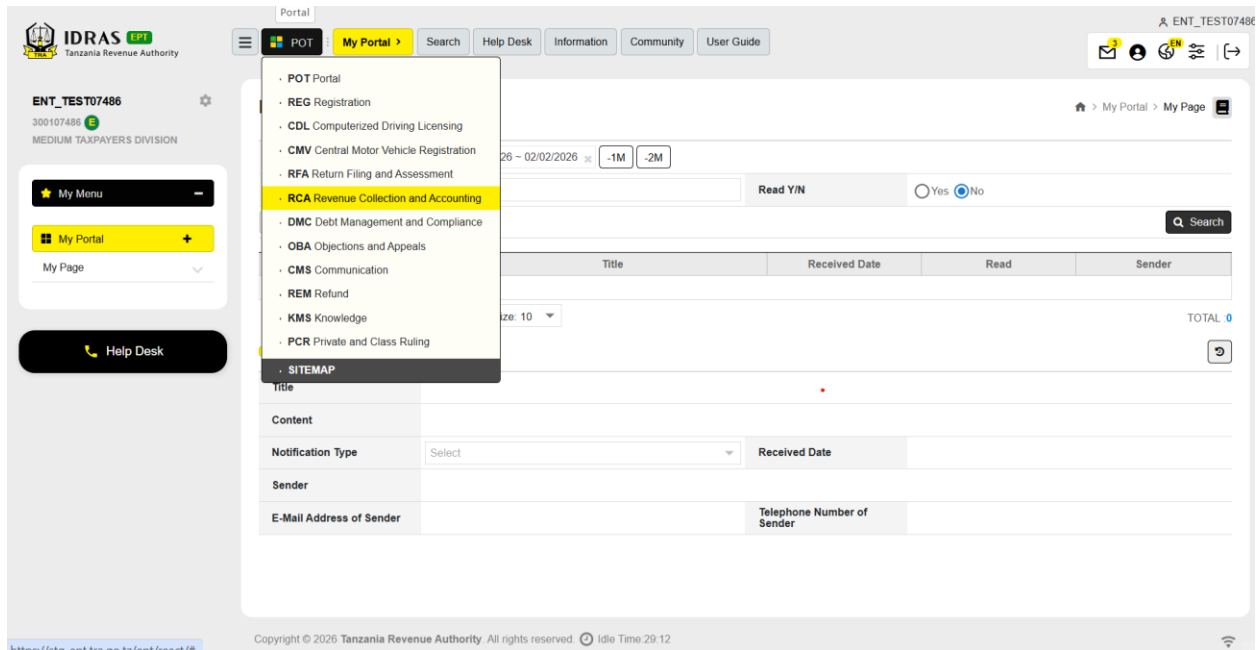 Portal
ENT_TEST07486
IDRAS EPT
Tanzania Revenue Authority
TRA
POT
My Portal >
Search
Help Desk
Information
Community
User Guide
3
EN
ENT_TEST07486
300107486 E
MEDIUM TAXPAYERS DIVISION
My Menu
My Portal
My Page
Help Desk
· POT Portal
· REG Registration
· CDL Computerized Driving Licensing
· CMV Central Motor Vehicle Registration
· RFA Return Filing and Assessment
· RCA Revenue Collection and Accounting
· DMC Debt Management and Compliance
· OBA Objections and Appeals
· CMS Communication
· REM Refund
· KMS Knowledge
· PCR Private and Class Ruling
· SITEMAP
> My Portal > My Page
26 ~ 02/02/2026 -1M -2M
Read Y/N Yes No
Search
Title Received Date Read Sender
ize: 10
TOTAL :0
Title
Content
Notification Type Select Received Date
Sender
E-Mail Address of Sender Telephone Number of Sender
Copyright © 2026 Tanzania Revenue Authority. All rights reserved. Idle Time:29:12